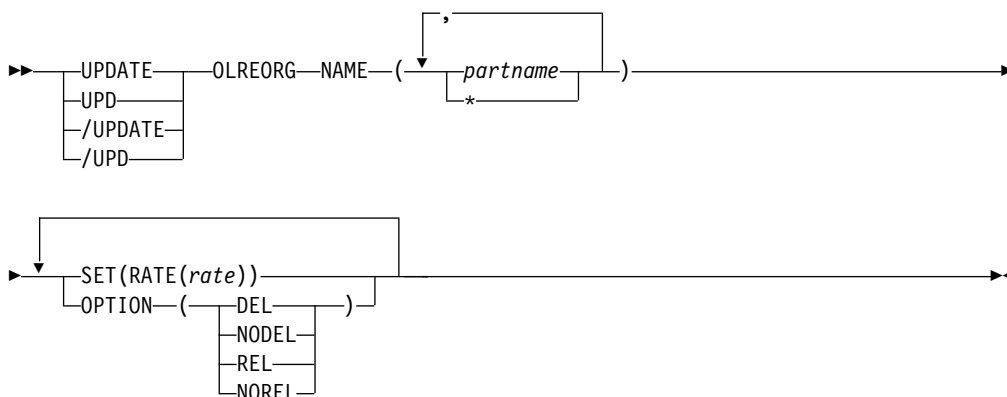 ,
UPDATE OLREORG NAME ( partname )
UPD *
/UPDATE
/UPD
SET(RATE(rate))
OPTION ( DEL )
NODEL
REL
NOREL